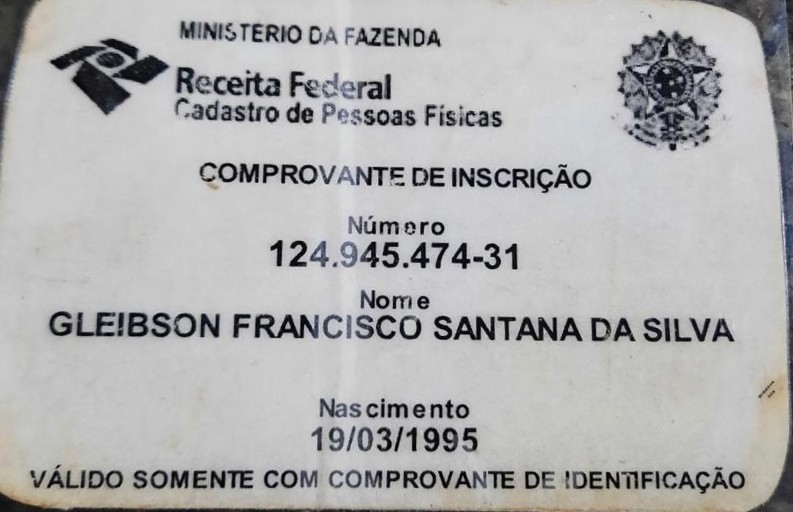 MINISTERIO DA FAZENDA
Receita Federal
Cadastro de Pessoas Físicas
COMPROVANTE DE INSCRIÇÃO
Número
124.945.474-31
Nome
GLEIBSON FRANCISCO SANTANA DA SILVA
Nascimento
19/03/1995
VÁLIDO SOMENTE COM COMPROVANTE DE IDENTIFICAÇÃO